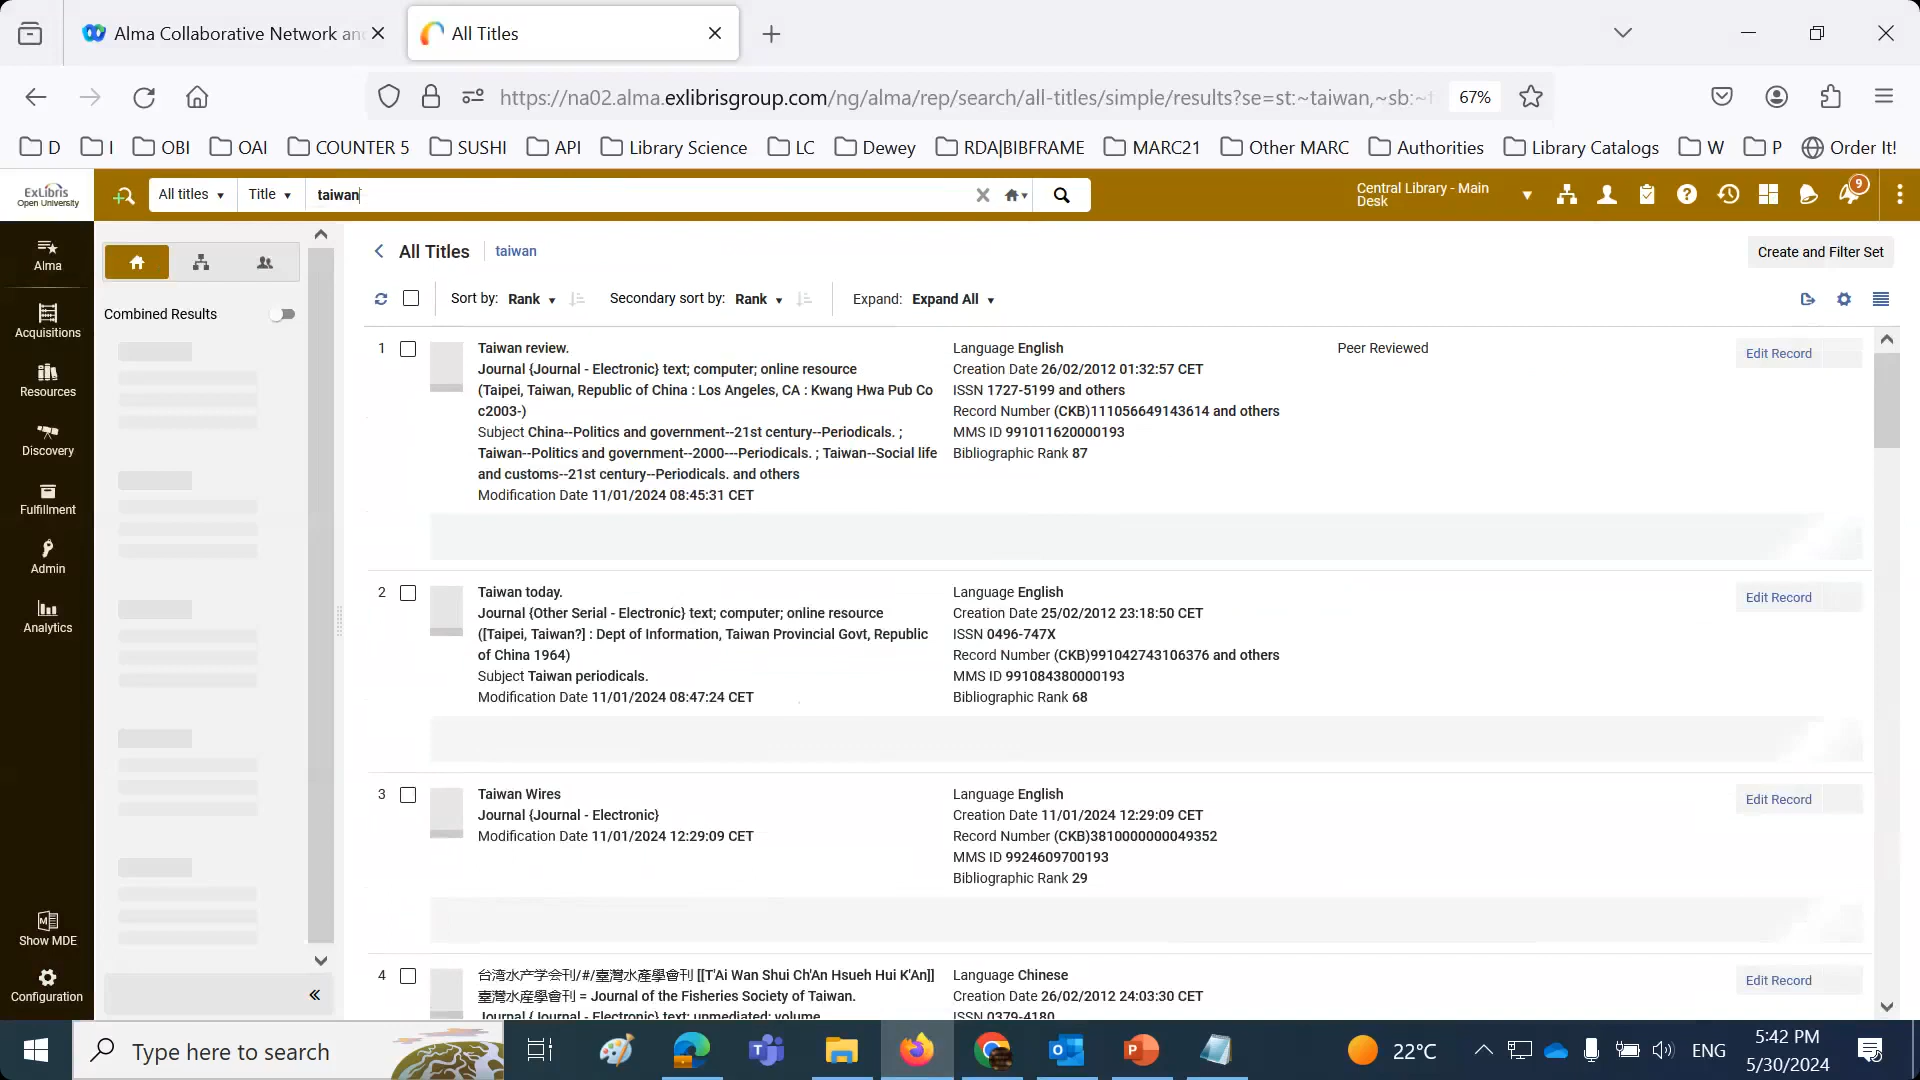 Alma Collaborative Network an
All Titles
https://na02.alma.exlibrisgroup.com/ng/alma/rep/search/all-titles/simple/results?se=st:~taiwan,~sb:~
67%
D
I
OBI
OAI
COUNTER 5
SUSHI
API
Library Science
LC
Dewey
RDA|BIBFRAME
MARC21
Other MARC
Authorities
Library Catalogs
W
P
Order It!
ExLibris
Open University
All titles
Title
taiwan
Central Library - Main
Desk
9
Alma
Acquisitions
Resources
Discovery
Fulfillment
Admin
Analytics
Show MDE
Configuration
Combined Results
All Titles
taiwan
Create and Filter Set
Sort by: Rank
Secondary sort by: Rank
Expand: Expand All
1
Taiwan review.
Journal {Journal - Electronic} text; computer; online resource
(Taipei, Taiwan, Republic of China : Los Angeles, CA : Kwang Hwa Pub Co
c2003-)
Subject China--Politics and government--21st century--Periodicals. ;
Taiwan--Politics and government--2000---Periodicals. ; Taiwan--Social life
and customs--21st century--Periodicals. and others
Modification Date 11/01/2024 08:45:31 CET
Language English
Creation Date 26/02/2012 01:32:57 CET
ISSN 1727-5199 and others
Record Number (CKB)111056649143614 and others
MMS ID 991011620000193
Bibliographic Rank 87
Peer Reviewed
Edit Record
2
Taiwan today.
Journal {Other Serial - Electronic} text; computer; online resource
([Taipei, Taiwan?] : Dept of Information, Taiwan Provincial Govt, Republic
of China 1964)
Subject Taiwan periodicals.
Modification Date 11/01/2024 08:47:24 CET
Language English
Creation Date 25/02/2012 23:18:50 CET
ISSN 0496-747X
Record Number (CKB)991042743106376 and others
MMS ID 991084380000193
Bibliographic Rank 68
Edit Record
3
Taiwan Wires
Journal {Journal - Electronic}
Modification Date 11/01/2024 12:29:09 CET
Language English
Creation Date 11/01/2024 12:29:09 CET
Record Number (CKB)3810000000049352
MMS ID 9924609700193
Bibliographic Rank 29
Edit Record
4
台湾水产学会刊/#/臺灣水產學會刊 [[T'Ai Wan Shui Ch'An Hsueh Hui K'An]]
臺灣水產學會刊 = Journal of the Fisheries Society of Taiwan.
Journal {Journal - Electronic} text; unmediated; volume
Language Chinese
Creation Date 26/02/2012 24:03:30 CET
ISSN 0379-4180
Edit Record
Type here to search
22°C
ENG
5:42 PM
5/30/2024